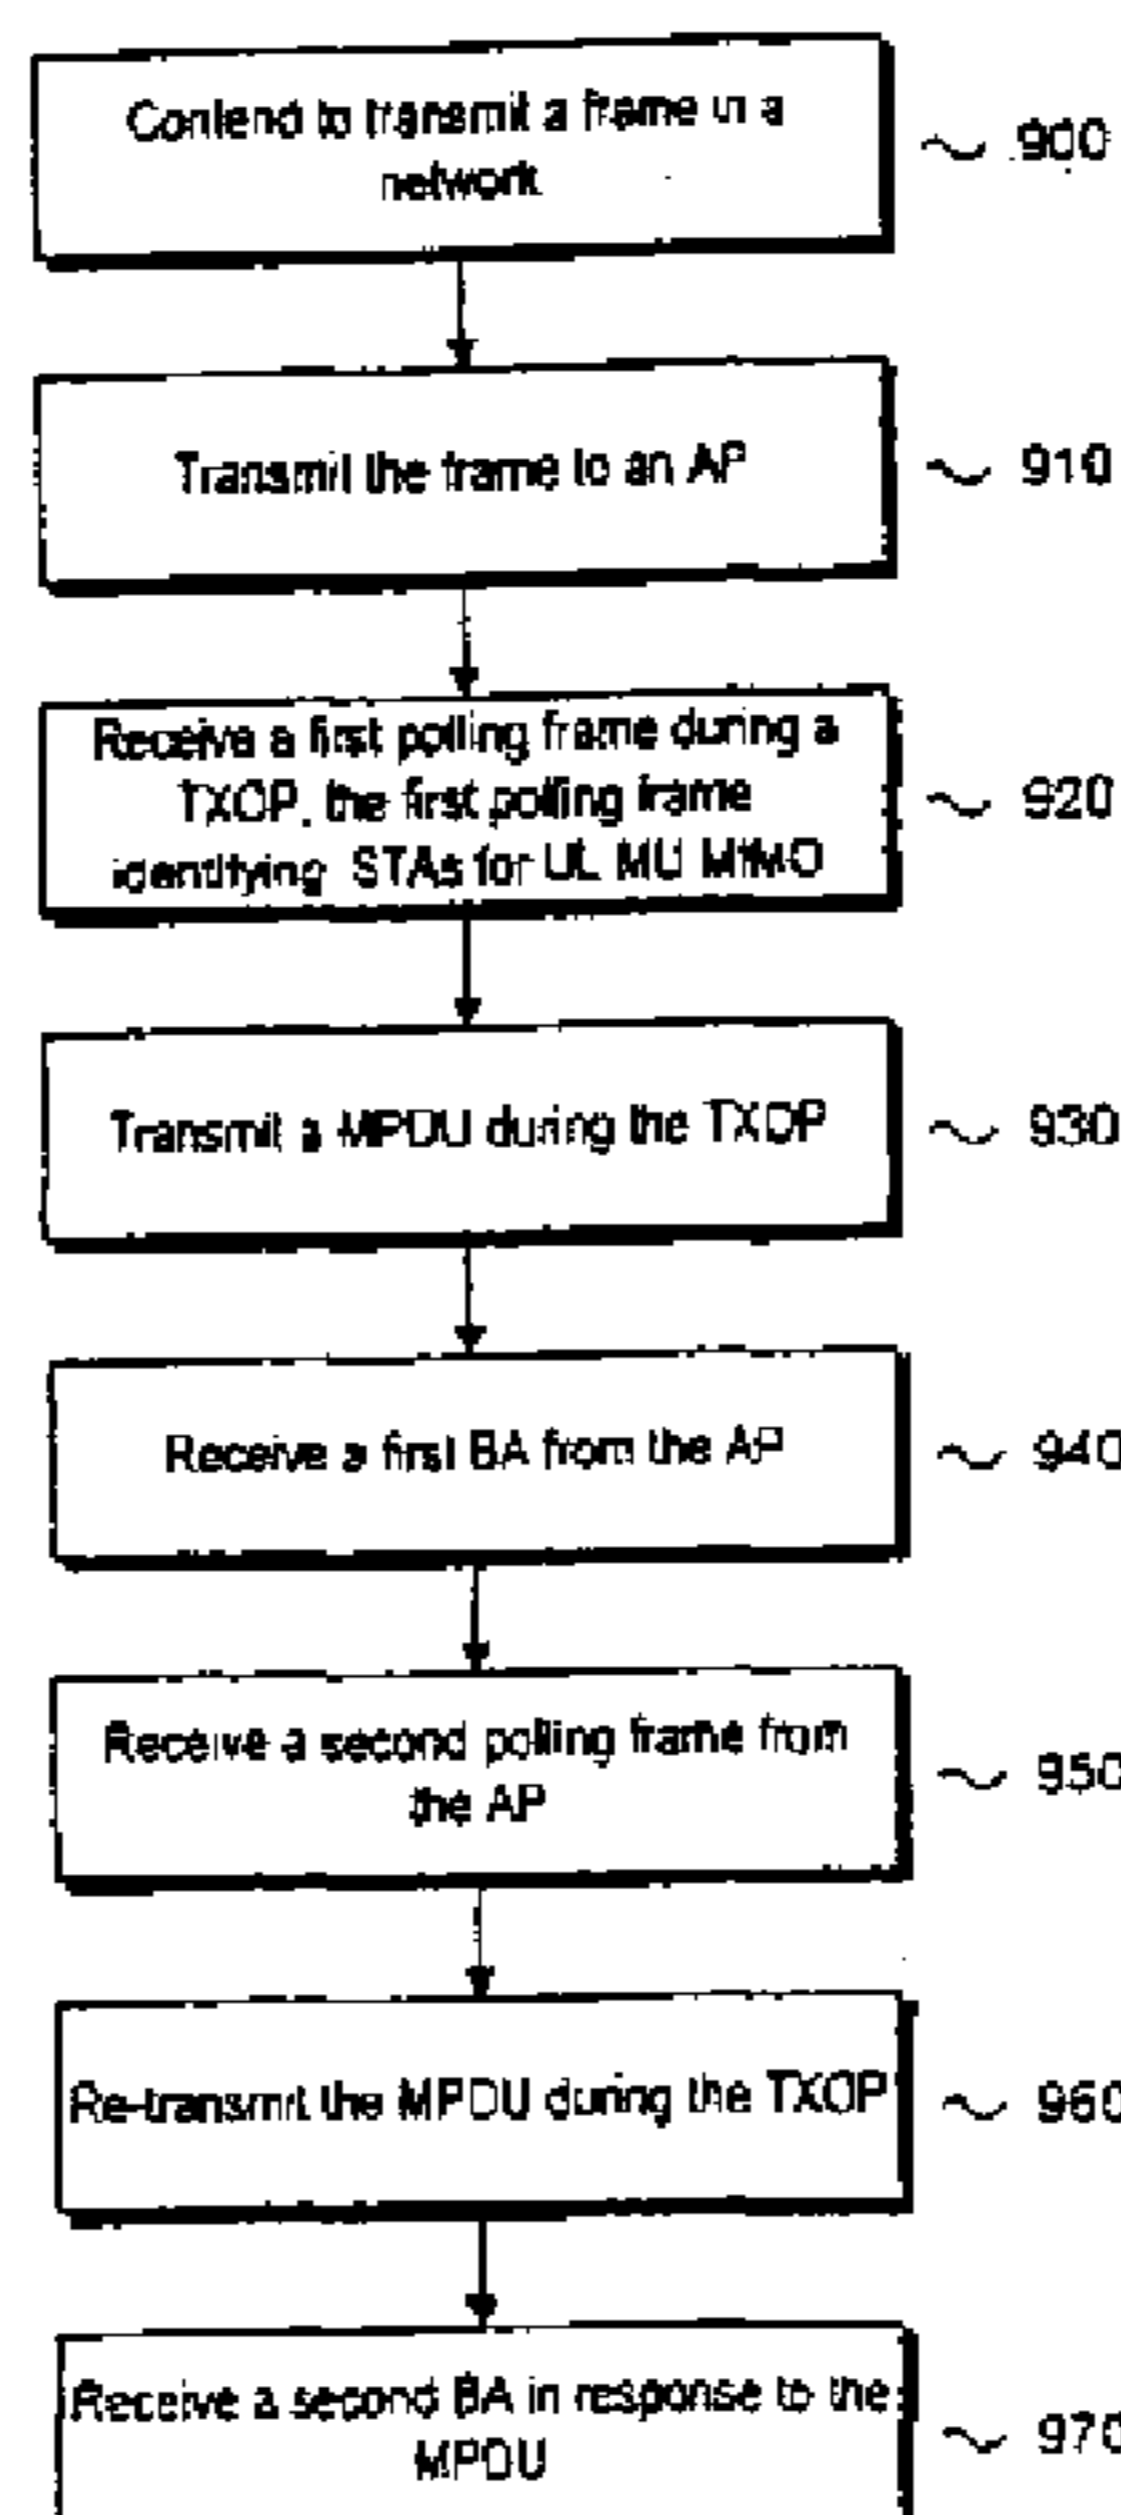 Contend to transmit a frame in a
network
900
Transmit the frame to an AP
910
Receive a first polling frame during a
TXOP, the first polling frame
identifying STAs for UL MU MIMO
920
Transmit a MPDU during the TXOP
930
Receive a first BA from the AP
940
Receive a second polling frame from
the AP
950
Re-transmit the MPDU during the TXOP
960
Receive a second BA in response to the
MPDU
970